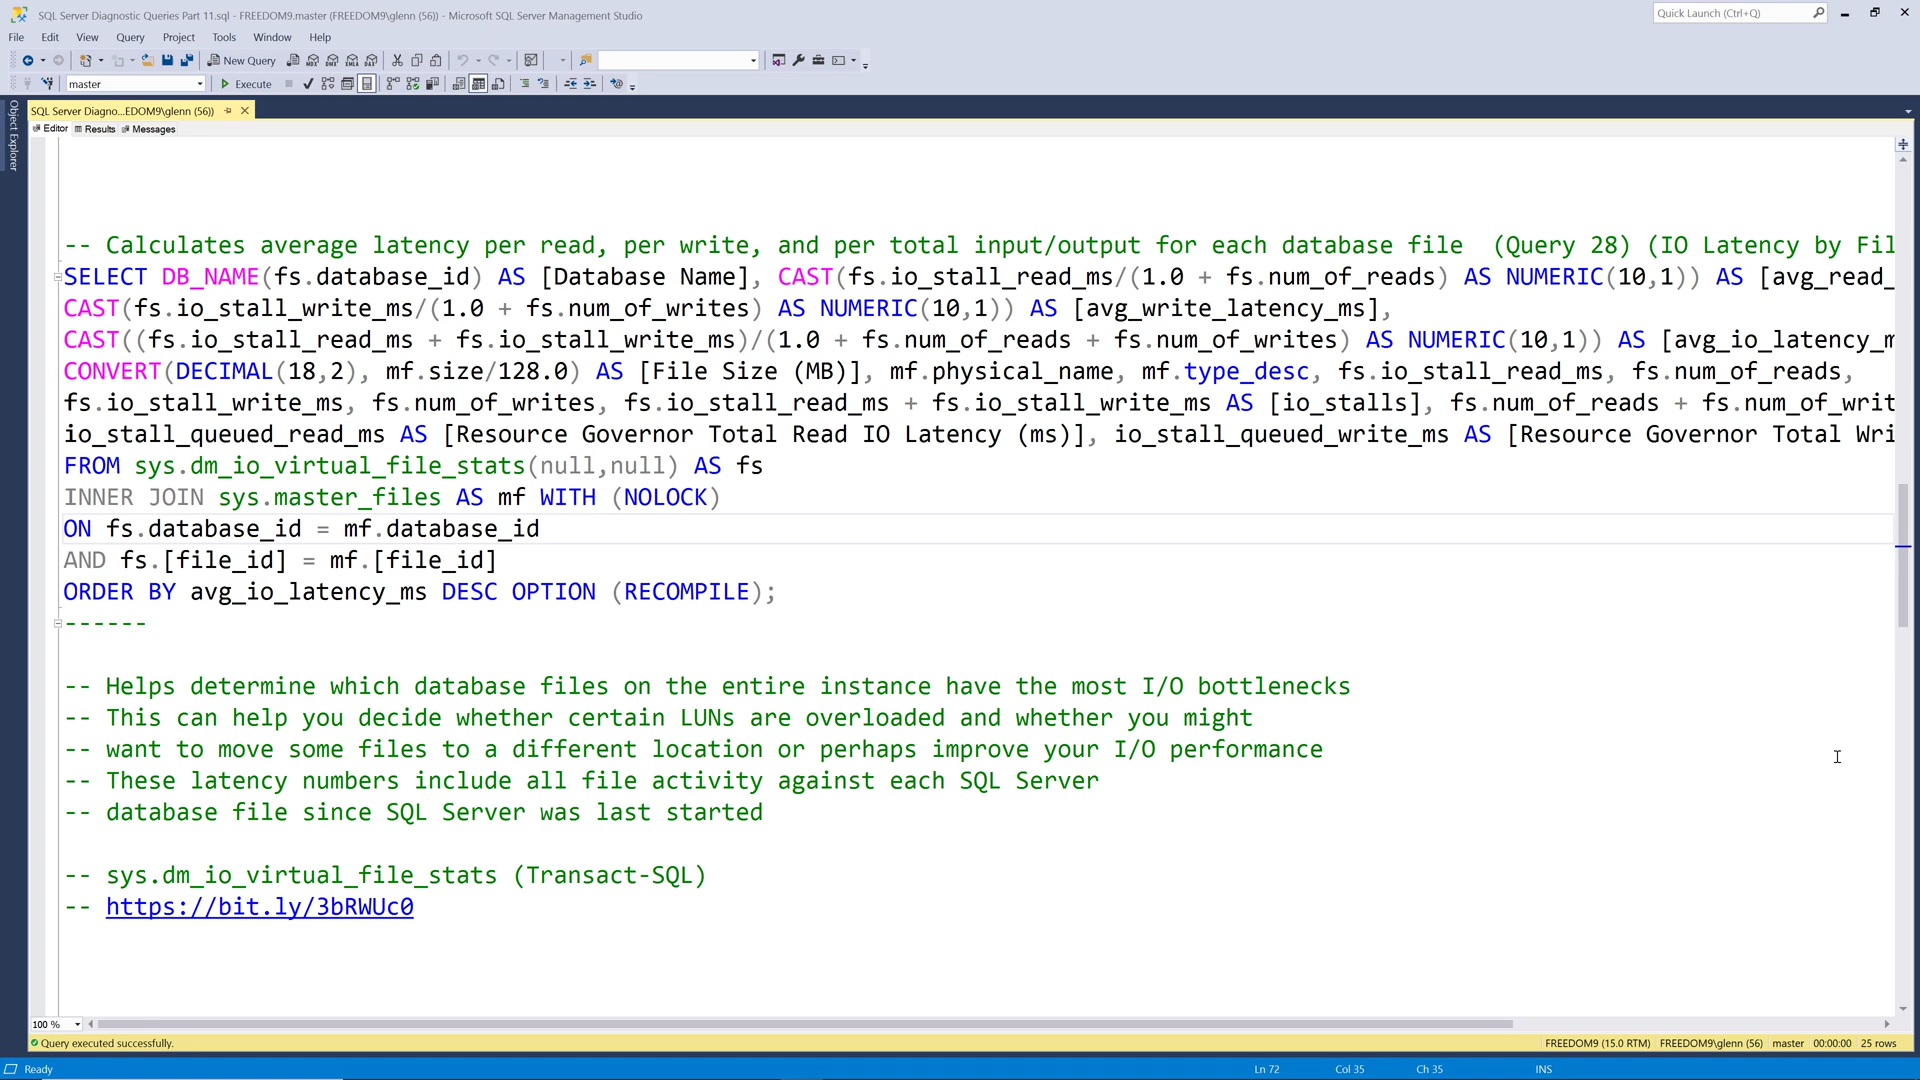 SQL Server Diagnostic Queries Part 11.sql - FREEDOM9.master (FREEDOM9\glenn (56)) - Microsoft SQL Server Management Studio
Quick Launch (Ctrl+Q)
File Edit View Query Project Tools Window Help
New Query
master Execute
Object Explorer
SQL Server Diagno...EDOM9\glenn (56))
Editor Results Messages
-- Calculates average latency per read, per write, and per total input/output for each database file  (Query 28) (IO Latency by Fil
SELECT DB_NAME(fs.database_id) AS [Database Name], CAST(fs.io_stall_read_ms/(1.0 + fs.num_of_reads) AS NUMERIC(10,1)) AS [avg_read_
CAST(fs.io_stall_write_ms/(1.0 + fs.num_of_writes) AS NUMERIC(10,1)) AS [avg_write_latency_ms],
CAST((fs.io_stall_read_ms + fs.io_stall_write_ms)/(1.0 + fs.num_of_reads + fs.num_of_writes) AS NUMERIC(10,1)) AS [avg_io_latency_m
CONVERT(DECIMAL(18,2), mf.size/128.0) AS [File Size (MB)], mf.physical_name, mf.type_desc, fs.io_stall_read_ms, fs.num_of_reads,
fs.io_stall_write_ms, fs.num_of_writes, fs.io_stall_read_ms + fs.io_stall_write_ms AS [io_stalls], fs.num_of_reads + fs.num_of_writ
io_stall_queued_read_ms AS [Resource Governor Total Read IO Latency (ms)], io_stall_queued_write_ms AS [Resource Governor Total Wri
FROM sys.dm_io_virtual_file_stats(null,null) AS fs
INNER JOIN sys.master_files AS mf WITH (NOLOCK)
ON fs.database_id = mf.database_id
AND fs.[file_id] = mf.[file_id]
ORDER BY avg_io_latency_ms DESC OPTION (RECOMPILE);
------
-- Helps determine which database files on the entire instance have the most I/O bottlenecks
-- This can help you decide whether certain LUNs are overloaded and whether you might
-- want to move some files to a different location or perhaps improve your I/O performance
-- These latency numbers include all file activity against each SQL Server
-- database file since SQL Server was last started
-- sys.dm_io_virtual_file_stats (Transact-SQL)
-- https://bit.ly/3bRWUc0
100 %
Query executed successfully. FREEDOM9 (15.0 RTM) FREEDOM9\glenn (56) master 00:00:00 25 rows
Ready Ln 72 Col 35 Ch 35 INS